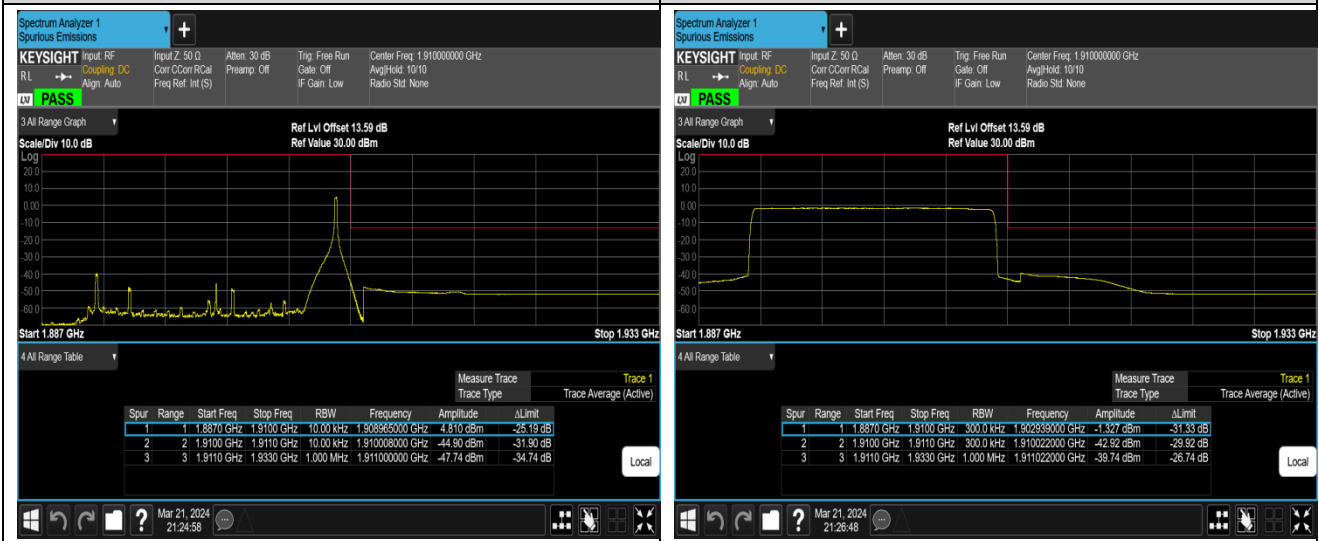 Spectrum Analyzer 1
Spurious Emissions
+
KEYSIGHT Input: RF Input Z: 50 Ω Atten: 30 dB Trig: Free Run Center Freq: 1.910000000 GHz
RL Coupling: DC Corr CCorr RCal Preamp: Off Gate: Off Avg|Hold: 10/10
Align: Auto Freq Ref: Int (S) IF Gain: Low Radio Std: None
LXI PASS
3 All Range Graph
Ref Lvl Offset 13.59 dB
Scale/Div 10.0 dB Ref Value 30.00 dBm
Log
20.0
10.0
0.00
-10.0
-20.0
-30.0
-40.0
-50.0
-60.0
Start 1.887 GHz Stop 1.933 GHz
4 All Range Table
Measure Trace Trace 1
Trace Type Trace Average (Active)
Spur Range Start Freq Stop Freq RBW Frequency Amplitude ΔLimit
1 1 1.8870 GHz 1.9100 GHz 10.00 kHz 1.908965000 GHz 4.810 dBm -25.19 dB
2 2 1.9100 GHz 1.9110 GHz 10.00 kHz 1.910008000 GHz -44.90 dBm -31.90 dB
3 3 1.9110 GHz 1.9330 GHz 1.000 MHz 1.911000000 GHz -47.74 dBm -34.74 dB
Local
?
Mar 21, 2024
21:24:58
Spectrum Analyzer 1
Spurious Emissions
+
KEYSIGHT Input: RF Input Z: 50 Ω Atten: 30 dB Trig: Free Run Center Freq: 1.910000000 GHz
RL Coupling: DC Corr CCorr RCal Preamp: Off Gate: Off Avg|Hold: 10/10
Align: Auto Freq Ref: Int (S) IF Gain: Low Radio Std: None
LXI PASS
3 All Range Graph
Ref Lvl Offset 13.59 dB
Scale/Div 10.0 dB Ref Value 30.00 dBm
Log
20.0
10.0
0.00
-10.0
-20.0
-30.0
-40.0
-50.0
-60.0
Start 1.887 GHz Stop 1.933 GHz
4 All Range Table
Measure Trace Trace 1
Trace Type Trace Average (Active)
Spur Range Start Freq Stop Freq RBW Frequency Amplitude ΔLimit
1 1 1.8870 GHz 1.9100 GHz 300.0 kHz 1.902939000 GHz -1.327 dBm -31.33 dB
2 2 1.9100 GHz 1.9110 GHz 300.0 kHz 1.910022000 GHz -42.92 dBm -29.92 dB
3 3 1.9110 GHz 1.9330 GHz 1.000 MHz 1.911022000 GHz -39.74 dBm -26.74 dB
Local
?
Mar 21, 2024
21:26:48